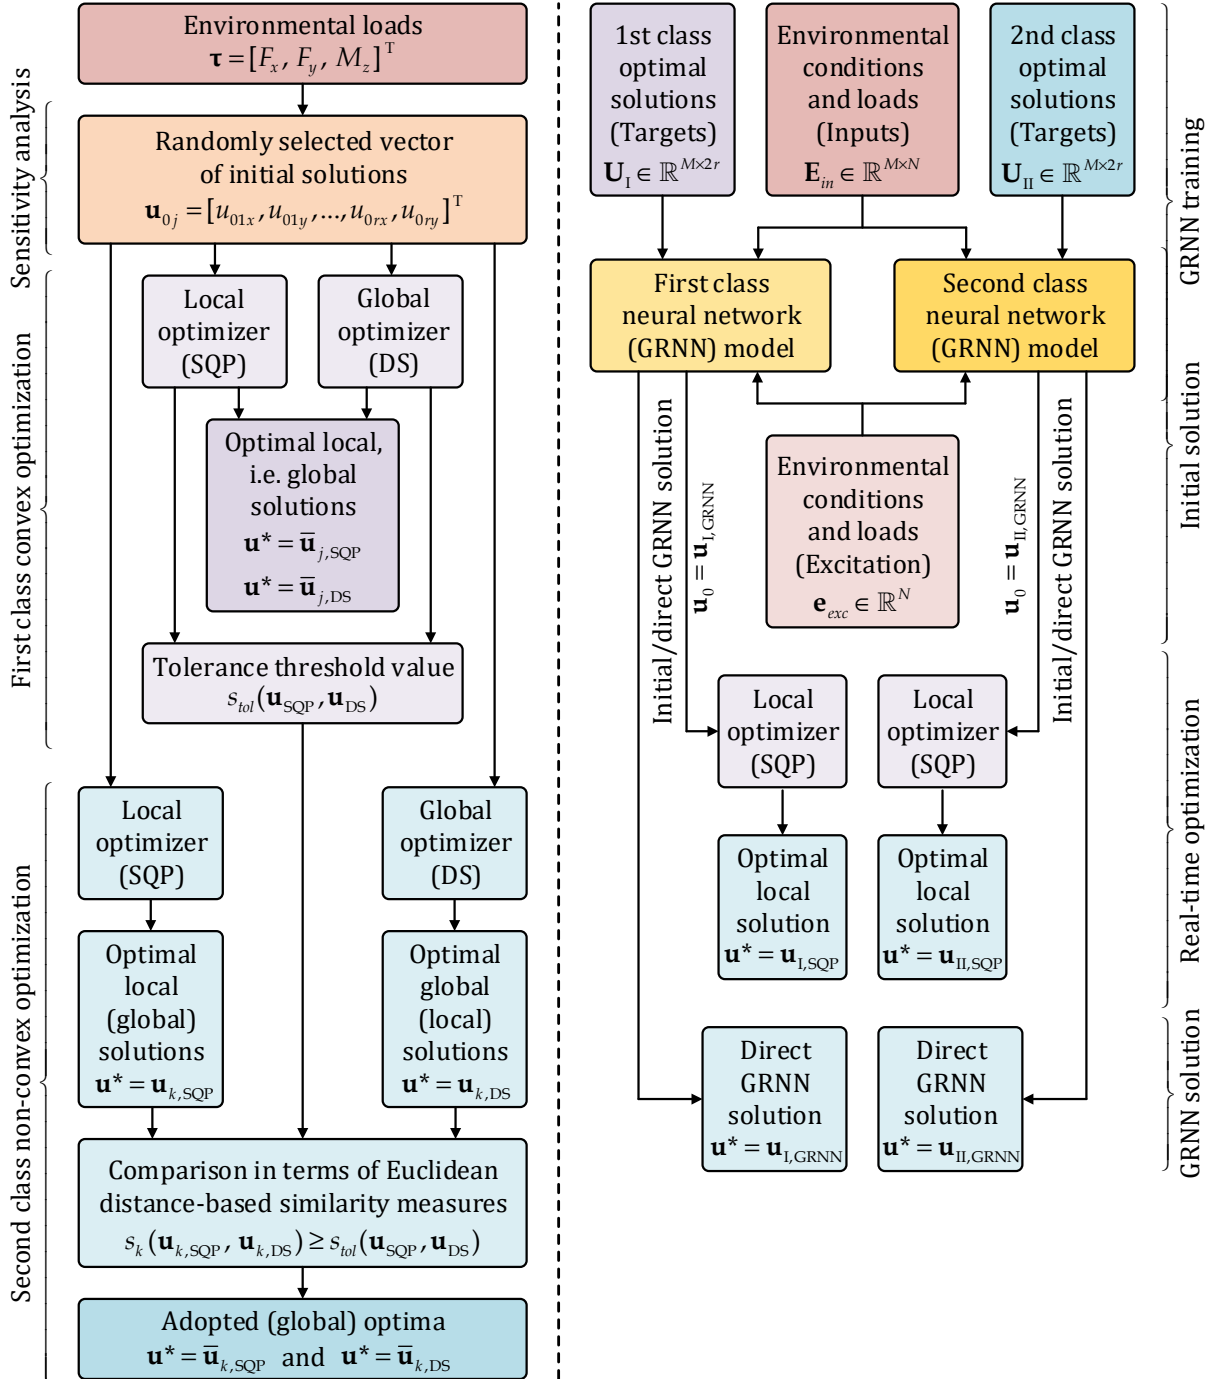 Environmental loads
τ = [F_x, F_y, M_z]^T
Sensitivity analysis
Randomly selected vector
of initial solutions
u_0j = [u_01x, u_01y, ..., u_0rx, u_0ry]^T
First class convex optimization
Local
optimizer
(SQP)
Global
optimizer
(DS)
Optimal local,
i.e. global
solutions
u* = ū_j,SQP
u* = ū_j,DS
Tolerance threshold value
s_tol(u_SQP, u_DS)
Second class non-convex optimization
Local
optimizer
(SQP)
Global
optimizer
(DS)
Optimal
local
(global)
solutions
u* = u_k,SQP
Optimal
global
(local)
solutions
u* = u_k,DS
Comparison in terms of Euclidean
distance-based similarity measures
s_k(u_k,SQP, u_k,DS) ≥ s_tol(u_SQP, u_DS)
Adopted (global) optima
u* = ū_k,SQP and u* = ū_k,DS
1st class
optimal
solutions
(Targets)
U_I ∈ ℝ^M×2r
Environmental
conditions
and loads
(Inputs)
E_in ∈ ℝ^M×N
2nd class
optimal
solutions
(Targets)
U_II ∈ ℝ^M×2r
GRNN training
First class
neural network
(GRNN) model
Second class
neural network
(GRNN) model
Initial solution
Initial/direct GRNN solution
u_0 = u_I,GRNN
Environmental
conditions
and loads
(Excitation)
e_exc ∈ ℝ^N
u_0 = u_II,GRNN
Initial/direct GRNN solution
Real-time optimization
Local
optimizer
(SQP)
Local
optimizer
(SQP)
Optimal
local
solution
u* = u_I,SQP
Optimal
local
solution
u* = u_II,SQP
GRNN solution
Direct
GRNN
solution
u* = u_I,GRNN
Direct
GRNN
solution
u* = u_II,GRNN